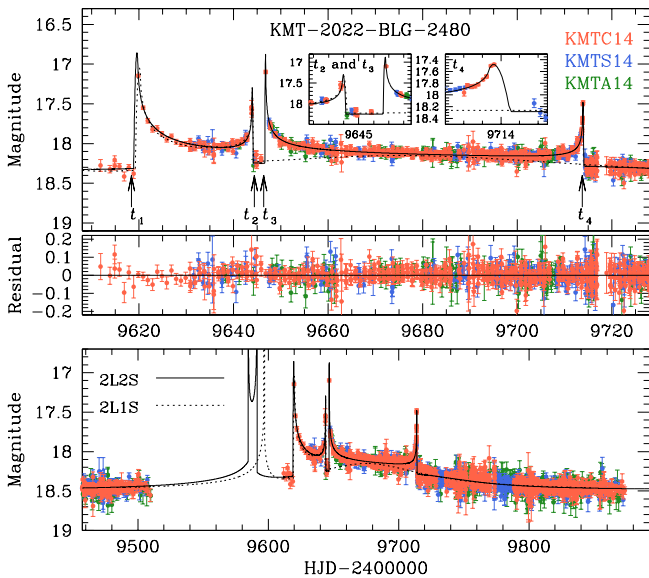 KMT-2022-BLG-2480
KMTC14
KMTS14
KMTA14
t2 and t3
t4
17
17.5
18
9645
17.4
17.6
17.8
18
18.2
18.4
9714
16.5
17
17.5
18
18.5
19
Magnitude
t1
t2
t3
t4
0.2
0.1
0
-0.1
-0.2
Residual
9620
9640
9660
9680
9700
9720
2L2S
2L1S
17
18
18.5
19
Magnitude
9500
9600
9700
9800
HJD-2400000